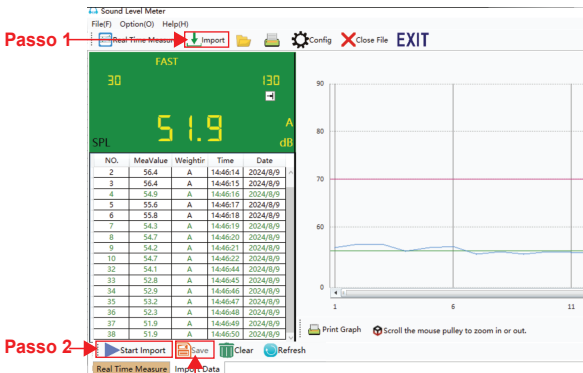 Sound Level Meter
File(F) Option(O) Help(H)
Passo 1
Real Time Measur Import Config Close File EXIT
FAST
30 130
51.9 A
SPL dB
NO. MeaValue Weightin Time Date
2 56.4 A 14:46:14 2024/8/9
3 56.4 A 14:46:15 2024/8/9
4 54.9 A 14:46:16 2024/8/9
5 55.6 A 14:46:17 2024/8/9
6 55.8 A 14:46:18 2024/8/9
7 54.3 A 14:46:19 2024/8/9
8 54.7 A 14:46:20 2024/8/9
9 54.2 A 14:46:21 2024/8/9
10 54.7 A 14:46:22 2024/8/9
32 54.1 A 14:46:44 2024/8/9
33 52.8 A 14:46:45 2024/8/9
34 52.9 A 14:46:46 2024/8/9
35 53.2 A 14:46:47 2024/8/9
36 52.3 A 14:46:48 2024/8/9
37 51.9 A 14:46:49 2024/8/9
38 51.9 A 14:46:50 2024/8/9
90
80
70
60
0
1 6 11
Print Graph Scroll the mouse pulley to zoom in or out.
Passo 2
Start Import Save Clear Refresh
Real Time Measure Import Data